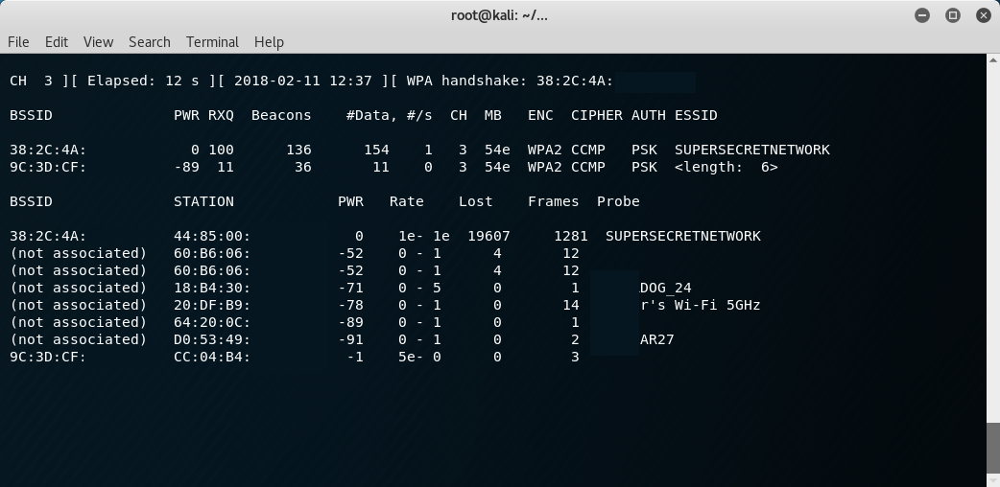 root@kali: ~/...
File Edit View Search Terminal Help
CH 3 ][ Elapsed: 12 s ][ 2018-02-11 12:37 ][ WPA handshake: 38:2C:4A:
BSSID PWR RXQ Beacons #Data, #/s CH MB ENC CIPHER AUTH ESSID
38:2C:4A: 0 100 136 154 1 3 54e WPA2 CCMP PSK SUPERSECRETNETWORK
9C:3D:CF: -89 11 36 11 0 3 54e WPA2 CCMP PSK <length: 6>
BSSID STATION PWR Rate Lost Frames Probe
38:2C:4A: 44:85:00: 0 1e- 1e 19607 1281 SUPERSECRETNETWORK
(not associated) 60:B6:06: -52 0 - 1 4 12
(not associated) 60:B6:06: -52 0 - 1 4 12
(not associated) 18:B4:30: -71 0 - 5 0 1 DOG_24
(not associated) 20:DF:B9: -78 0 - 1 0 14 r's Wi-Fi 5GHz
(not associated) 64:20:0C: -89 0 - 1 0 1
(not associated) D0:53:49: -91 0 - 1 0 2 AR27
9C:3D:CF: CC:04:B4: -1 5e- 0 0 3